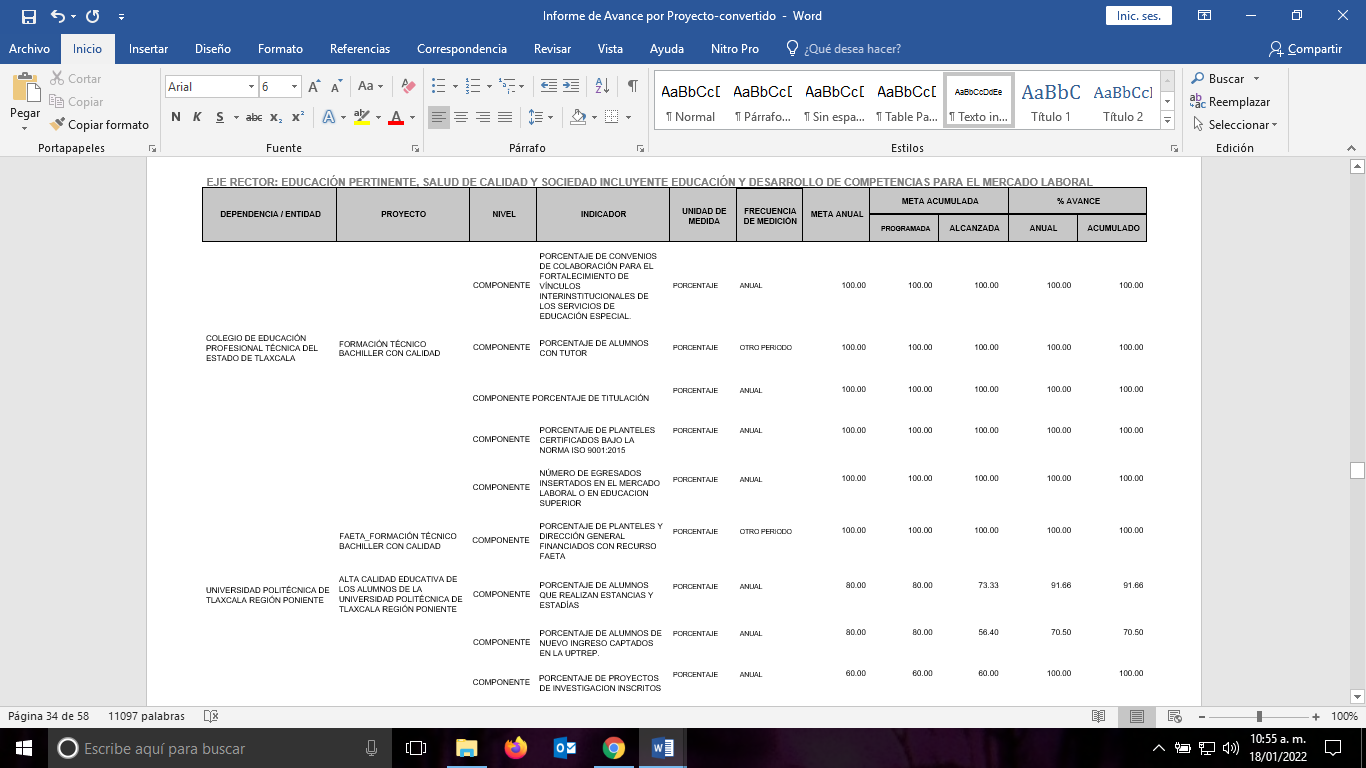 Informe de Avance por Proyecto-convertido - Word
Inic. ses.
Archivo Inicio Insertar Diseño Formato Referencias Correspondencia Revisar Vista Ayuda Nitro Pro ¿Qué desea hacer? Compartir
Pegar
Cortar
Copiar
Copiar formato
Portapapeles
Arial 6
N K S abc x₂ x²
Fuente
Párrafo
AaBbCcD ¶ Normal
AaBbCcD ¶ Párrafo...
AaBbCcD ¶ Sin espa...
AaBbCcD ¶ Table Pa...
AaBbCcDdEe ¶ Texto in...
AaBbC Título 1
AaBbCcI Título 2
Estilos
Buscar
Reemplazar
Seleccionar
Edición
EJE RECTOR: EDUCACIÓN PERTINENTE, SALUD DE CALIDAD Y SOCIEDAD INCLUYENTE EDUCACIÓN Y DESARROLLO DE COMPETENCIAS PARA EL MERCADO LABORAL
DEPENDENCIA / ENTIDAD
PROYECTO
NIVEL
INDICADOR
UNIDAD DE
MEDIDA
FRECUENCIA
DE MEDICIÓN
META ANUAL
META ACUMULADA
PROGRAMADA
ALCANZADA
% AVANCE
ANUAL
ACUMULADO
COMPONENTE
PORCENTAJE DE CONVENIOS
DE COLABORACIÓN PARA EL
FORTALECIMIENTO DE
VÍNCULOS
INTERINSTITUCIONALES DE
LOS SERVICIOS DE
EDUCACIÓN ESPECIAL.
PORCENTAJE ANUAL 100.00 100.00 100.00 100.00 100.00
COLEGIO DE EDUCACIÓN
PROFESIONAL TÉCNICA DEL
ESTADO DE TLAXCALA
FORMACIÓN TÉCNICO
BACHILLER CON CALIDAD
COMPONENTE
PORCENTAJE DE ALUMNOS
CON TUTOR
PORCENTAJE OTRO PERIODO 100.00 100.00 100.00 100.00 100.00
COMPONENTE PORCENTAJE DE TITULACIÓN
PORCENTAJE ANUAL 100.00 100.00 100.00 100.00 100.00
COMPONENTE
PORCENTAJE DE PLANTELES
CERTIFICADOS BAJO LA
NORMA ISO 9001:2015
PORCENTAJE ANUAL 100.00 100.00 100.00 100.00 100.00
COMPONENTE
NÚMERO DE EGRESADOS
INSERTADOS EN EL MERCADO
LABORAL O EN EDUCACION
SUPERIOR
PORCENTAJE ANUAL 100.00 100.00 100.00 100.00 100.00
FAETA_FORMACIÓN TÉCNICO
BACHILLER CON CALIDAD
COMPONENTE
PORCENTAJE DE PLANTELES Y
DIRECCIÓN GENERAL
FINANCIADOS CON RECURSO
FAETA
PORCENTAJE OTRO PERIODO 100.00 100.00 100.00 100.00 100.00
UNIVERSIDAD POLITÉCNICA DE
TLAXCALA REGIÓN PONIENTE
ALTA CALIDAD EDUCATIVA DE
LOS ALUMNOS DE LA
UNIVERSIDAD POLITÉCNICA DE
TLAXCALA REGIÓN PONIENTE
COMPONENTE
PORCENTAJE DE ALUMNOS
QUE REALIZAN ESTANCIAS Y
ESTADÍAS
PORCENTAJE ANUAL 80.00 80.00 73.33 91.66 91.66
COMPONENTE
PORCENTAJE DE ALUMNOS DE
NUEVO INGRESO CAPTADOS
EN LA UPTREP.
PORCENTAJE ANUAL 80.00 80.00 56.40 70.50 70.50
COMPONENTE
PORCENTAJE DE PROYECTOS
DE INVESTIGACION INSCRITOS
PORCENTAJE ANUAL 60.00 60.00 60.00 100.00 100.00
Página 34 de 58 11097 palabras 100%
Escribe aquí para buscar
10:55 a. m.
18/01/2022